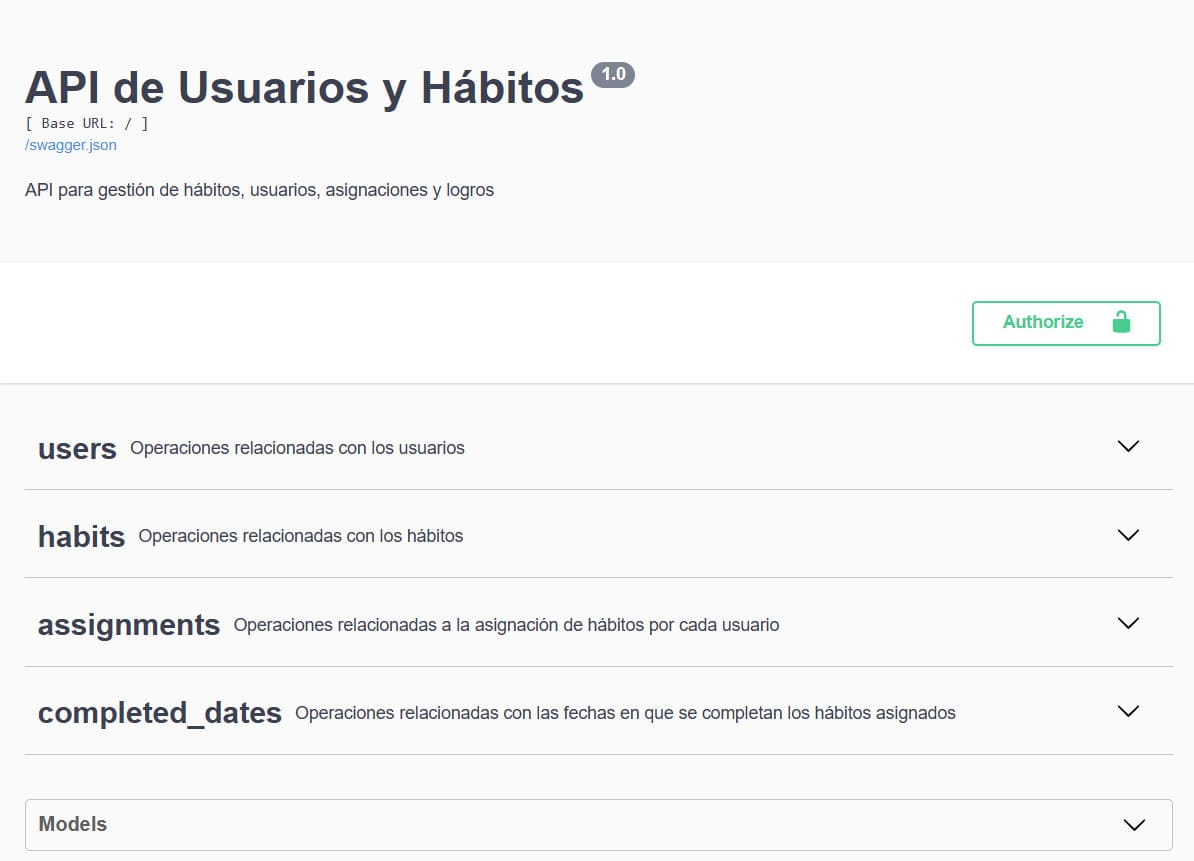 API de Usuarios y Hábitos 1.0
[ Base URL: / ]
/swagger.json
API para gestión de hábitos, usuarios, asignaciones y logros
Authorize
users Operaciones relacionadas con los usuarios
habits Operaciones relacionadas con los hábitos
assignments Operaciones relacionadas a la asignación de hábitos por cada usuario
completed_dates Operaciones relacionadas con las fechas en que se completan los hábitos asignados
Models